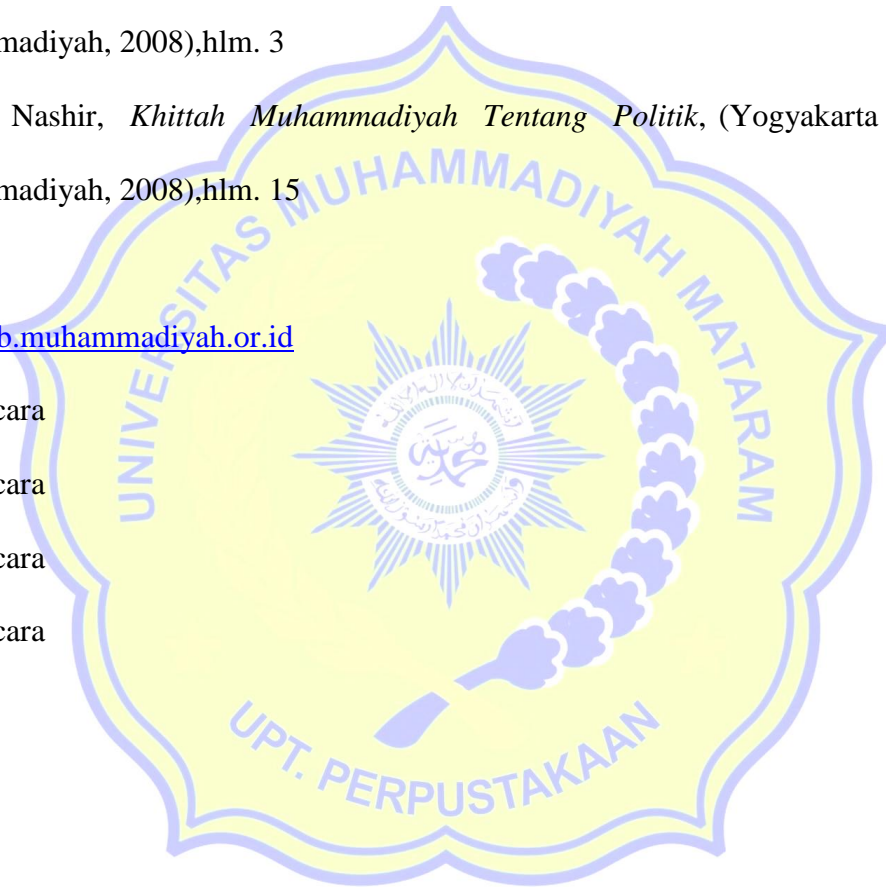 madiyah, 2008),hlm. 3
Nashir, Khittah Muhammadiyah Tentang Politik, (Yogyakarta
madiyah, 2008),hlm. 15
b.muhammadiyah.or.id
cara
cara
cara
cara
UNIVERSITAS MUHAMMADIYAH MATARAM
محمدية
UPT. PERPUSTAKAAN